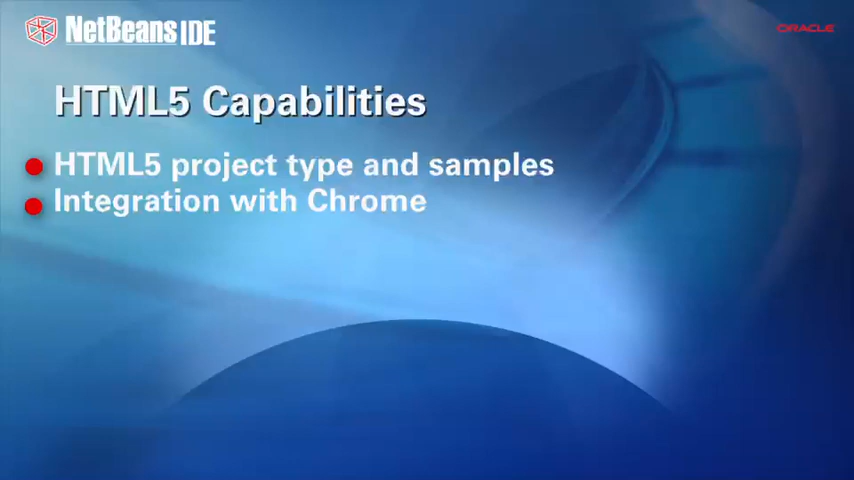 NetBeans IDE
ORACLE
HTML5 Capabilities
HTML5 project type and samples
Integration with Chrome